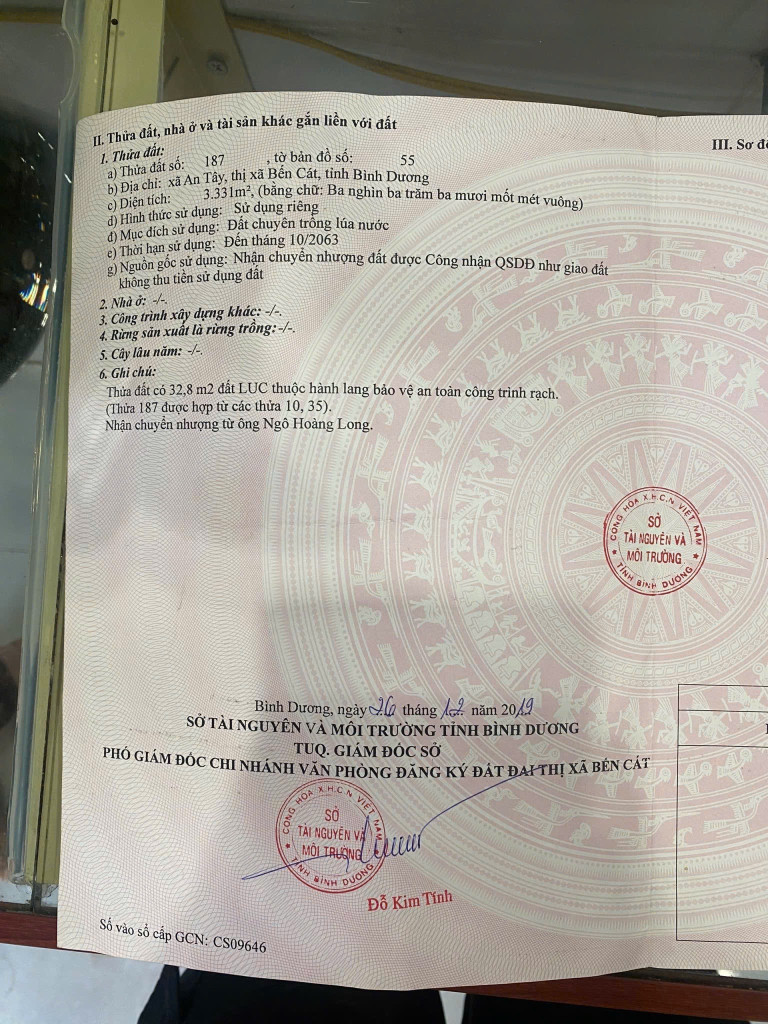 II. Thửa đất, nhà ở và tài sản khác gắn liền với đất
1. Thửa đất:
a) Thửa đất số: 187 , tờ bản đồ số: 55
b) Địa chỉ: xã An Tây, thị xã Bến Cát, tỉnh Bình Dương
c) Diện tích: 3.331m², (bằng chữ: Ba nghìn ba trăm ba mươi mốt mét vuông)
d) Hình thức sử dụng: Sử dụng riêng
đ) Mục đích sử dụng: Đất chuyên trồng lúa nước
e) Thời hạn sử dụng: Đến tháng 10/2063
g) Nguồn gốc sử dụng: Nhận chuyển nhượng đất được Công nhận QSDĐ như giao đất
không thu tiền sử dụng đất
2. Nhà ở: -/-.
3. Công trình xây dựng khác: -/-.
4. Rừng sản xuất là rừng trồng: -/-.
5. Cây lâu năm: -/-.
6. Ghi chú:
Thửa đất có 32,8 m2 đất LUC thuộc hành lang bảo vệ an toàn công trình rạch.
(Thửa 187 được hợp từ các thửa 10, 35).
Nhận chuyển nhượng từ ông Ngô Hoàng Long.
III. Sơ đ
CỘNG HÒA X.H.C.N VIỆT NAM
SỞ
TÀI NGUYÊN VÀ
MÔI TRƯỜNG
TỈNH BÌNH DƯƠNG
Bình Dương, ngày 26 tháng 12 năm 2019
SỞ TÀI NGUYÊN VÀ MÔI TRƯỜNG TỈNH BÌNH DƯƠNG
TUQ. GIÁM ĐỐC SỞ
PHÓ GIÁM ĐỐC CHI NHÁNH VĂN PHÒNG ĐĂNG KÝ ĐẤT ĐAI THỊ XÃ BẾN CÁT
CỘNG HÒA X.H.C.N VIỆT NAM
SỞ
TÀI NGUYÊN VÀ
MÔI TRƯỜNG
TỈNH BÌNH DƯƠNG
Đỗ Kim Tính
Số vào sổ cấp GCN: CS09646